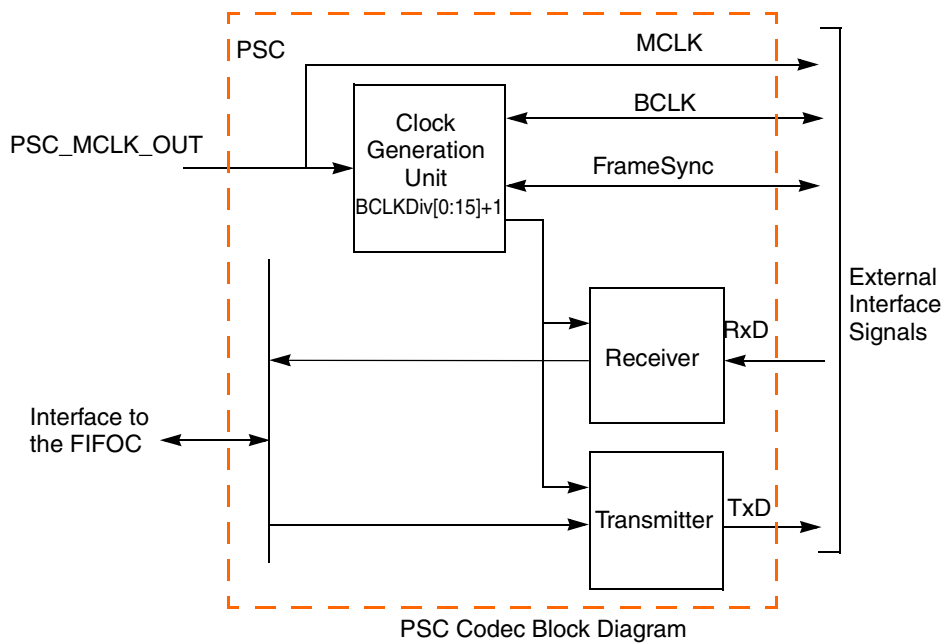 PSC
MCLK
BCLK
Clock
Generation
Unit
BCLKDiv[0:15]+1
PSC_MCLK_OUT
FrameSync
External
Interface
Signals
RxD
Receiver
Interface to
the FIFOC
TxD
Transmitter
PSC Codec Block Diagram